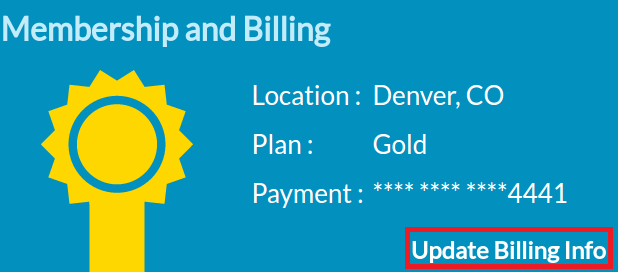 Membership and Billing
Location : Denver, CO
Plan : Gold
Payment : **** **** ****4441
Update Billing Info